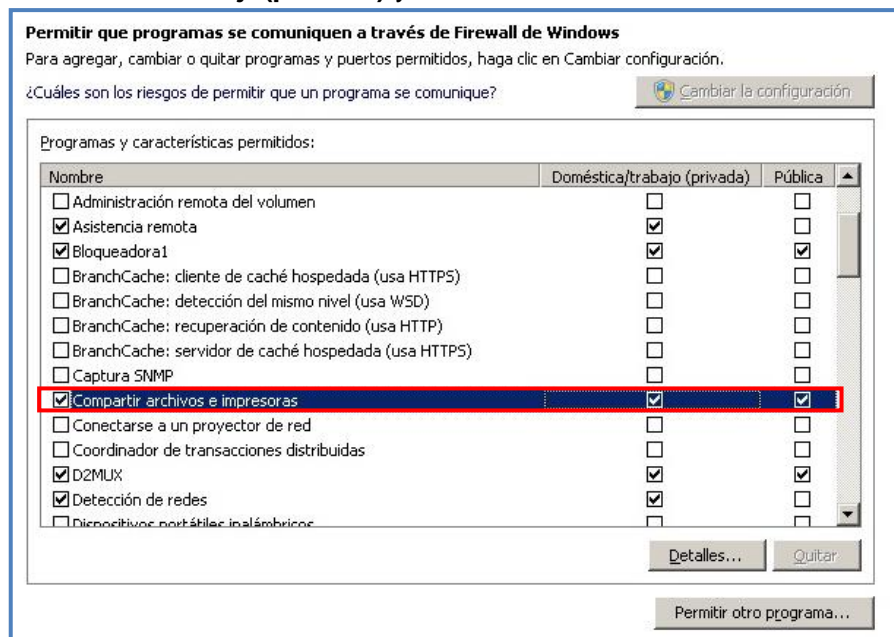 Permitir que programas se comuniquen a través de Firewall de Windows
Para agregar, cambiar o quitar programas y puertos permitidos, haga clic en Cambiar configuración.
¿Cuáles son los riesgos de permitir que un programa se comunique? Cambiar la configuración
Programas y características permitidos:
Nombre Doméstica/trabajo (privada) Pública
Administración remota del volumen
Asistencia remota
Bloqueadora1
BranchCache: cliente de caché hospedada (usa HTTPS)
BranchCache: detección del mismo nivel (usa WSD)
BranchCache: recuperación de contenido (usa HTTP)
BranchCache: servidor de caché hospedada (usa HTTPS)
Captura SNMP
Compartir archivos e impresoras
Conectarse a un proyector de red
Coordinador de transacciones distribuidas
D2MUX
Detección de redes
Dispositivos portátiles inalámbricos
Detalles... Quitar
Permitir otro programa...